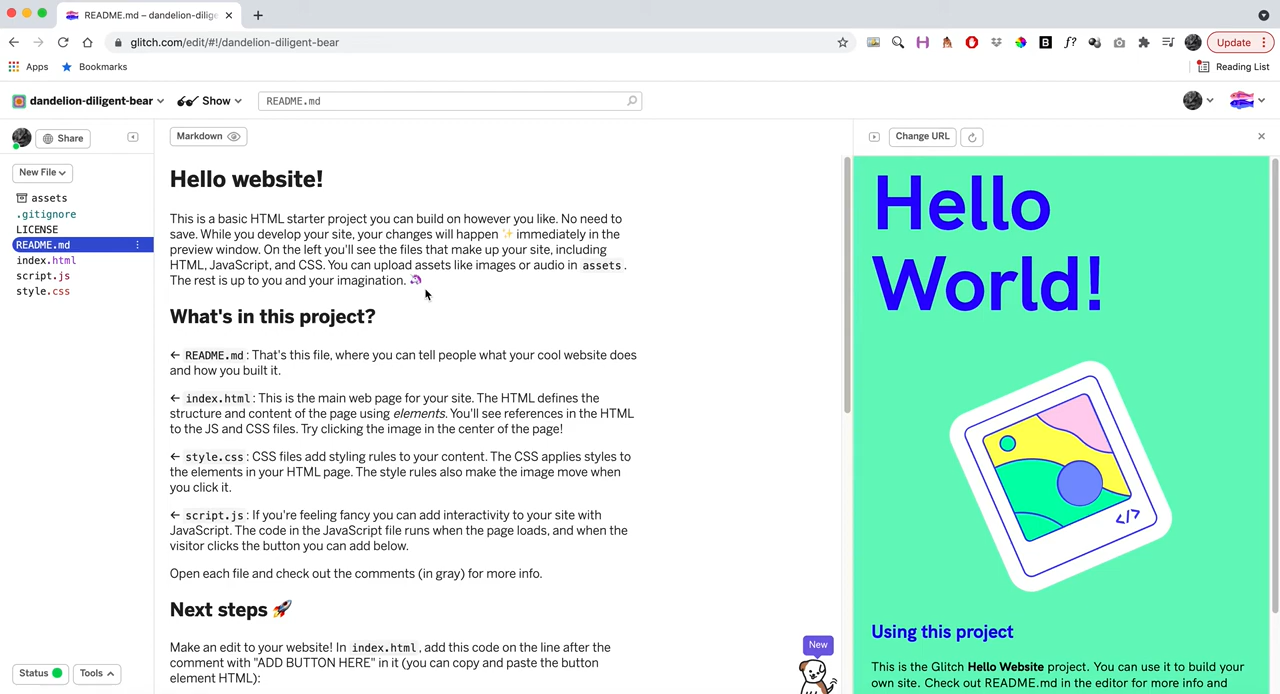 README.md – dandelion-dilige
glitch.com/edit/#!/dandelion-diligent-bear
Update
Apps
Bookmarks
Reading List
dandelion-diligent-bear
Show
README.md
Share
Markdown
Change URL
New File
assets
.gitignore
LICENSE
README.md
index.html
script.js
style.css
Hello website!
This is a basic HTML starter project you can build on however you like. No need to
save. While you develop your site, your changes will happen ✨ immediately in the
preview window. On the left you'll see the files that make up your site, including
HTML, JavaScript, and CSS. You can upload assets like images or audio in assets.
The rest is up to you and your imagination. 🦄
What's in this project?
← README.md: That's this file, where you can tell people what your cool website does
and how you built it.
← index.html: This is the main web page for your site. The HTML defines the
structure and content of the page using elements. You'll see references in the HTML
to the JS and CSS files. Try clicking the image in the center of the page!
← style.css: CSS files add styling rules to your content. The CSS applies styles to
the elements in your HTML page. The style rules also make the image move when
you click it.
← script.js: If you're feeling fancy you can add interactivity to your site with
JavaScript. The code in the JavaScript file runs when the page loads, and when the
visitor clicks the button you can add below.
Open each file and check out the comments (in gray) for more info.
Next steps 🚀
Make an edit to your website! In index.html, add this code on the line after the
comment with "ADD BUTTON HERE" in it (you can copy and paste the button
element HTML):
Status
Tools
New
Hello
World!
</>
Using this project
This is the Glitch Hello Website project. You can use it to build your
own site. Check out README.md in the editor for more info and